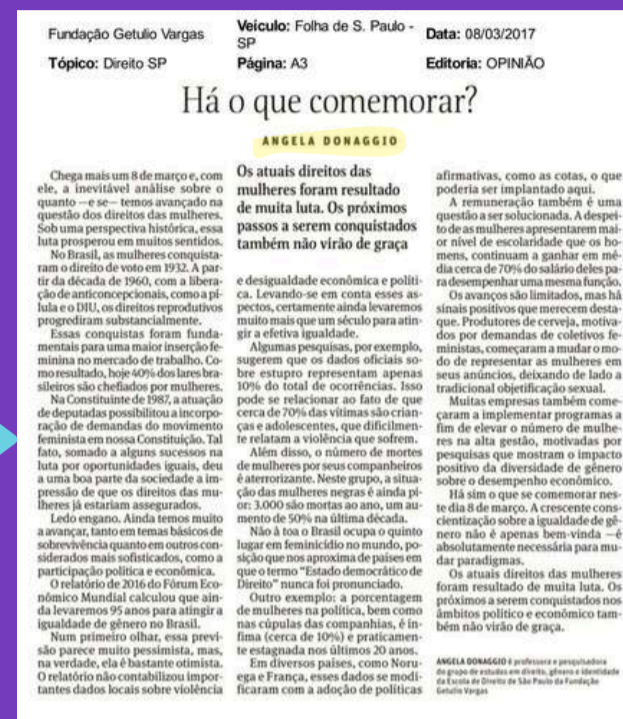 Fundação Getulio Vargas
Veículo: Folha de S. Paulo -
SP
Data: 08/03/2017
Tópico: Direito SP
Página: A3
Editoria: OPINIÃO
Há o que comemorar?
ANGELA DONAGGIO
Chega mais um 8 de março e, com
ele, a inevitável análise sobre o
quanto —e se— temos avançado na
questão dos direitos das mulheres.
Sob uma perspectiva histórica, essa
luta prosperou em muitos sentidos.
No Brasil, as mulheres conquista-
ram o direito de voto em 1932. A par-
tir da década de 1960, com a libera-
ção de anticoncepcionais, como a pí-
lula e o DIU, os direitos reprodutivos
progrediram substancialmente.
Essas conquistas foram funda-
mentais para uma maior inserção fe-
minina no mercado de trabalho. Co-
mo resultado, hoje 40% dos lares bra-
sileiros são chefiados por mulheres.
Na Constituinte de 1987, a atuação
de deputadas possibilitou a incorpo-
ração de demandas do movimento
feminista em nossa Constituição. Tal
fato, somado a alguns sucessos na
luta por oportunidades iguais, deu
a uma boa parte da sociedade a im-
pressão de que os direitos das mu-
lheres já estariam assegurados.
Ledo engano. Ainda temos muito
a avançar, tanto em temas básicos de
sobrevivência quanto em outros con-
siderados mais sofisticados, como a
participação política e econômica.
O relatório de 2016 do Fórum Eco-
nômico Mundial calculou que ain-
da levaremos 95 anos para atingir a
igualdade de gênero no Brasil.
Num primeiro olhar, essa previ-
são parece muito pessimista, mas,
na verdade, ela é bastante otimista.
O relatório não contabilizou impor-
tantes dados locais sobre violência
Os atuais direitos das
mulheres foram resultado
de muita luta. Os próximos
passos a serem conquistados
também não virão de graça
e desigualdade econômica e políti-
ca. Levando-se em conta esses as-
pectos, certamente ainda levaremos
muito mais que um século para atin-
gir a efetiva igualdade.
Algumas pesquisas, por exemplo,
sugerem que os dados oficiais so-
bre estupro representam apenas
10% do total de ocorrências. Isso
pode se relacionar ao fato de que
cerca de 70% das vítimas são crian-
ças e adolescentes, que dificilmen-
te relatam a violência que sofrem.
Além disso, o número de mortes
de mulheres por seus companheiros
é aterrorizante. Neste grupo, a situa-
ção das mulheres negras é ainda pi-
or: 3.000 são mortas ao ano, um au-
mento de 50% na última década.
Não à toa o Brasil ocupa o quinto
lugar em feminicídio no mundo, po-
sição que nos aproxima de países em
que o termo "Estado democrático de
Direito" nunca foi pronunciado.
Outro exemplo: a porcentagem
de mulheres na política, bem como
nas cúpulas das companhias, é ín-
fima (cerca de 10%) e praticamen-
te estagnada nos últimos 20 anos.
Em diversos países, como Noru-
ega e França, esses dados se modi-
ficaram com a adoção de políticas
afirmativas, como as cotas, o que
poderia ser implantado aqui.
A remuneração também é uma
questão a ser solucionada. A despei-
to de as mulheres apresentarem mai-
or nível de escolaridade que os ho-
mens, continuam a ganhar em mé-
dia cerca de 70% do salário deles pa-
ra desempenhar uma mesma função.
Os avanços são limitados, mas há
sinais positivos que merecem desta-
que. Produtores de cerveja, motiva-
dos por demandas de coletivos fe-
ministas, começaram a mudar o mo-
do de representar as mulheres em
seus anúncios, deixando de lado a
tradicional objetificação sexual.
Muitas empresas também come-
çaram a implementar programas a
fim de elevar o número de mulhe-
res na alta gestão, motivadas por
pesquisas que mostram o impacto
positivo da diversidade de gênero
sobre o desempenho econômico.
Há sim o que se comemorar nes-
te dia 8 de março. A crescente cons-
cientização sobre a igualdade de gê-
nero não é apenas bem-vinda —é
absolutamente necessária para mu-
dar paradigmas.
Os atuais direitos das mulheres
foram resultado de muita luta. Os
próximos a serem conquistados nos
âmbitos político e econômico tam-
bém não virão de graça.
ANGELA DONAGGIO é professora e pesquisadora
do grupo de estudos em direito, gênero e identidade
da Escola de Direito de São Paulo da Fundação
Getulio Vargas